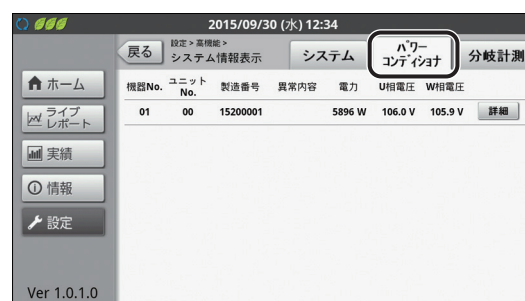 2015/09/30 (水) 12:34
戻る
設定 > 高機能 >
システム情報表示
システム
パワー
コンディショナ
分岐計測
ホーム
ライブ
レポート
実績
情報
設定
Ver 1.0.1.0
機器No. ユニットNo. 製造番号 異常内容 電力 U相電圧 W相電圧
01 00 15200001 5896 W 106.0 V 105.9 V 詳細